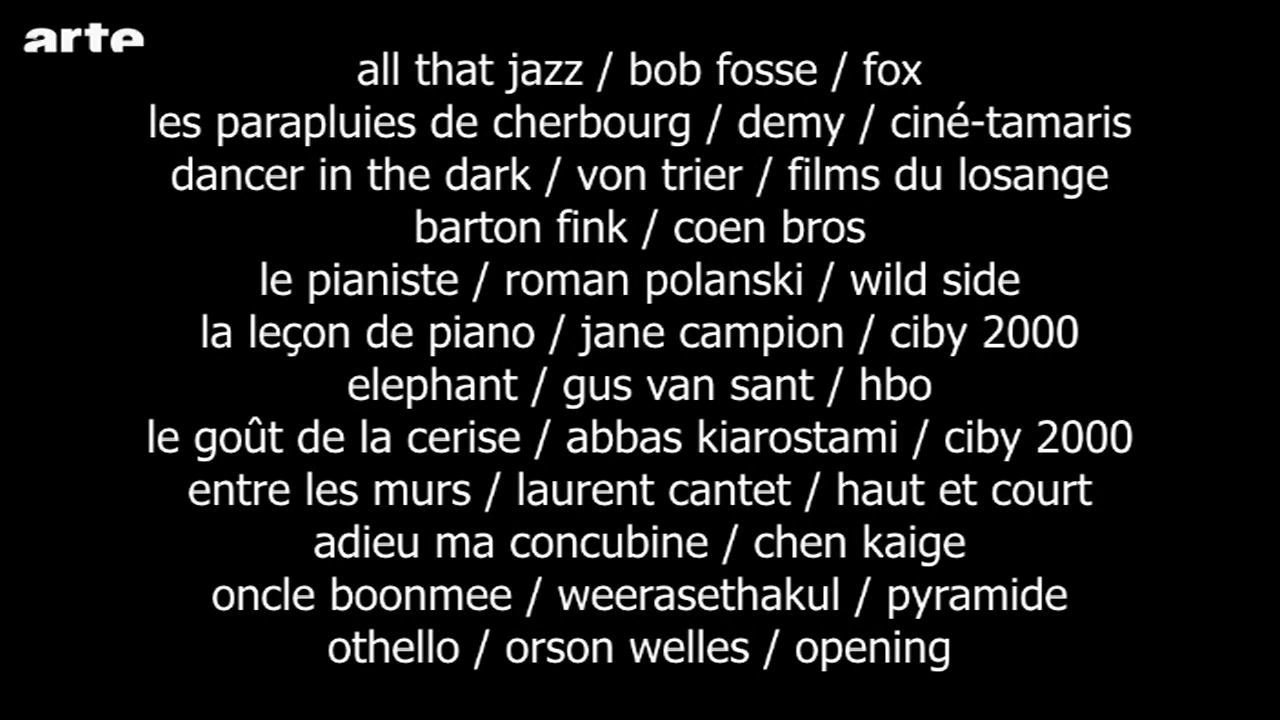 arte
all that jazz / bob fosse / fox
les parapluies de cherbourg / demy / ciné-tamaris
dancer in the dark / von trier / films du losange
barton fink / coen bros
le pianiste / roman polanski / wild side
la leçon de piano / jane campion / ciby 2000
elephant / gus van sant / hbo
le goût de la cerise / abbas kiarostami / ciby 2000
entre les murs / laurent cantet / haut et court
adieu ma concubine / chen kaige
oncle boonmee / weerasethakul / pyramide
othello / orson welles / opening